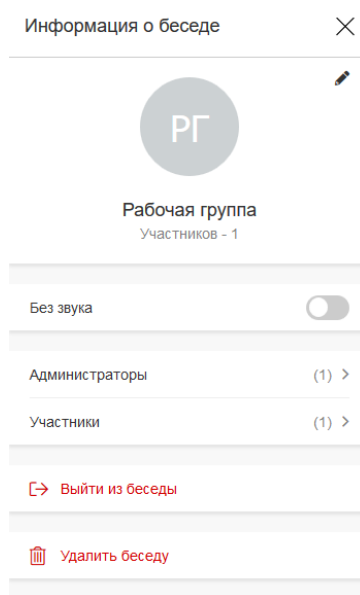 Информация о беседе
РГ
Рабочая группа
Участников - 1
Без звука
Администраторы (1)
Участники (1)
Выйти из беседы
Удалить беседу